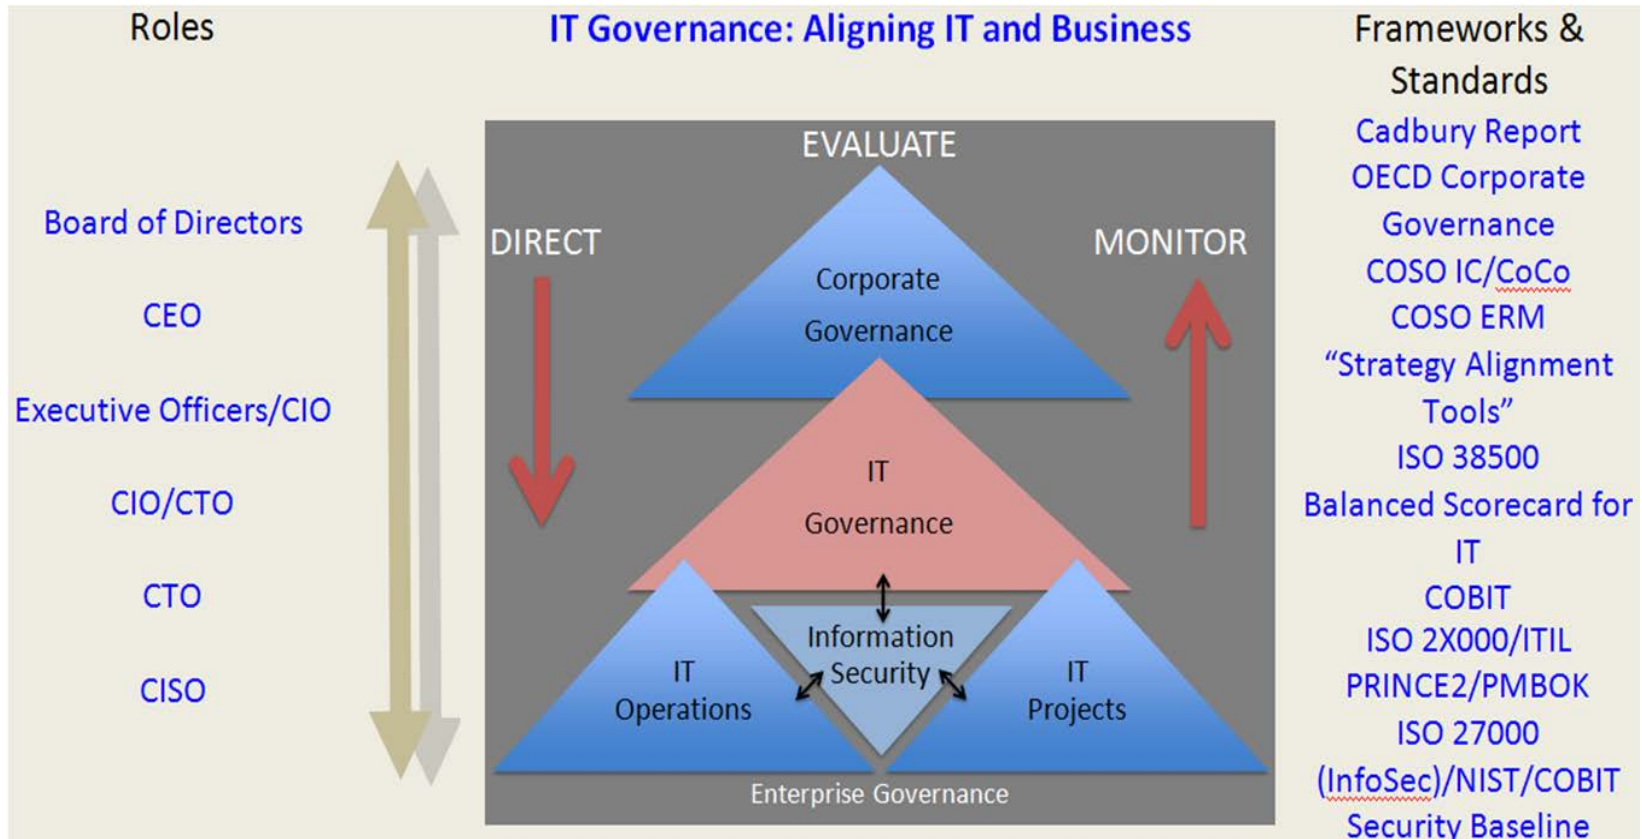 Roles
IT Governance: Aligning IT and Business
Frameworks &
Standards
Board of Directors
CEO
Executive Officers/CIO
CIO/CTO
CTO
CISO
EVALUATE
DIRECT
MONITOR
Corporate
Governance
IT
Governance
Information
Security
IT
Operations
IT
Projects
Enterprise Governance
Cadbury Report
OECD Corporate
Governance
COSO IC/CoCo
COSO ERM
“Strategy Alignment
Tools”
ISO 38500
Balanced Scorecard for
IT
COBIT
ISO 2X000/ITIL
PRINCE2/PMBOK
ISO 27000
(InfoSec)/NIST/COBIT
Security Baseline